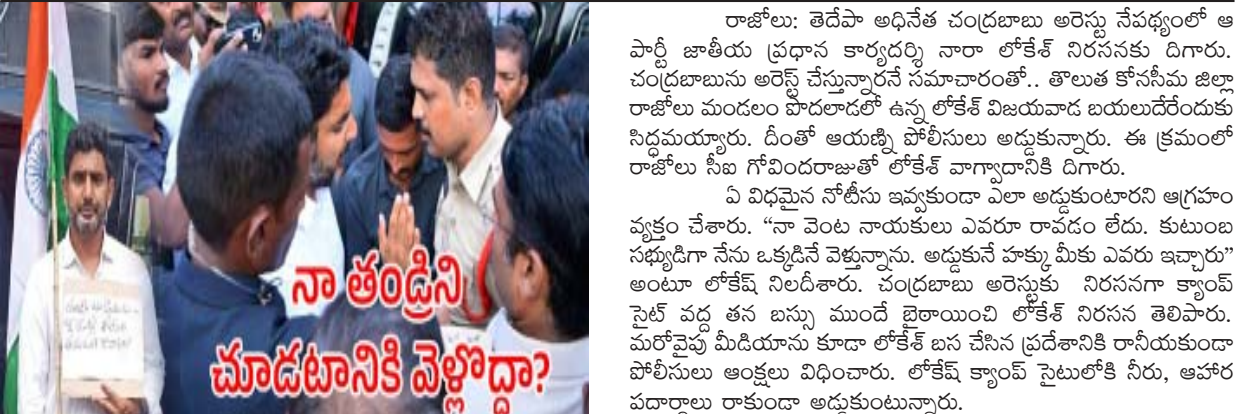 నా తండ్రిని
చూడటానికి వెళ్లొద్దా?
రాజోలు: తెదేపా అధినేత చంద్రబాబు అరెస్టు నేపథ్యంలో ఆ
పార్టీ జాతీయ ప్రధాన కార్యదర్శి నారా లోకేశ్ నిరసనకు దిగారు.
చంద్రబాబును అరెస్ట్ చేస్తున్నారనే సమాచారంతో.. తొలుత కోనసీమ జిల్లా
రాజోలు మండలం పొదలాడలో ఉన్న లోకేశ్ విజయవాడ బయలుదేరేందుకు
సిద్ధమయ్యారు. దీంతో ఆయణ్ని పోలీసులు అడ్డుకున్నారు. ఈ క్రమంలో
రాజోలు సీఐ గోవిందరాజుతో లోకేశ్ వాగ్వాదానికి దిగారు.
ఏ విధమైన నోటీసు ఇవ్వకుండా ఎలా అడ్డుకుంటారని ఆగ్రహం
వ్యక్తం చేశారు. “నా వెంట నాయకులు ఎవరూ రావడం లేదు. కుటుంబ
సభ్యుడిగా నేను ఒక్కడినే వెళ్తున్నాను. అడ్డుకునే హక్కు మీకు ఎవరు ఇచ్చారు”
అంటూ లోకేష్ నిలదీశారు. చంద్రబాబు అరెస్టుకు నిరసనగా క్యాంప్
సైట్ వద్ద తన బస్సు ముందే బైఠాయించి లోకేశ్ నిరసన తెలిపారు.
మరోవైపు మీడియాను కూడా లోకేశ్ బస చేసిన ప్రదేశానికి రానీయకుండా
పోలీసులు ఆంక్షలు విధించారు. లోకేష్ క్యాంప్ సైటులోకి నీరు, ఆహార
పదార్థాలు రాకుండా అడ్డుకుంటున్నారు.